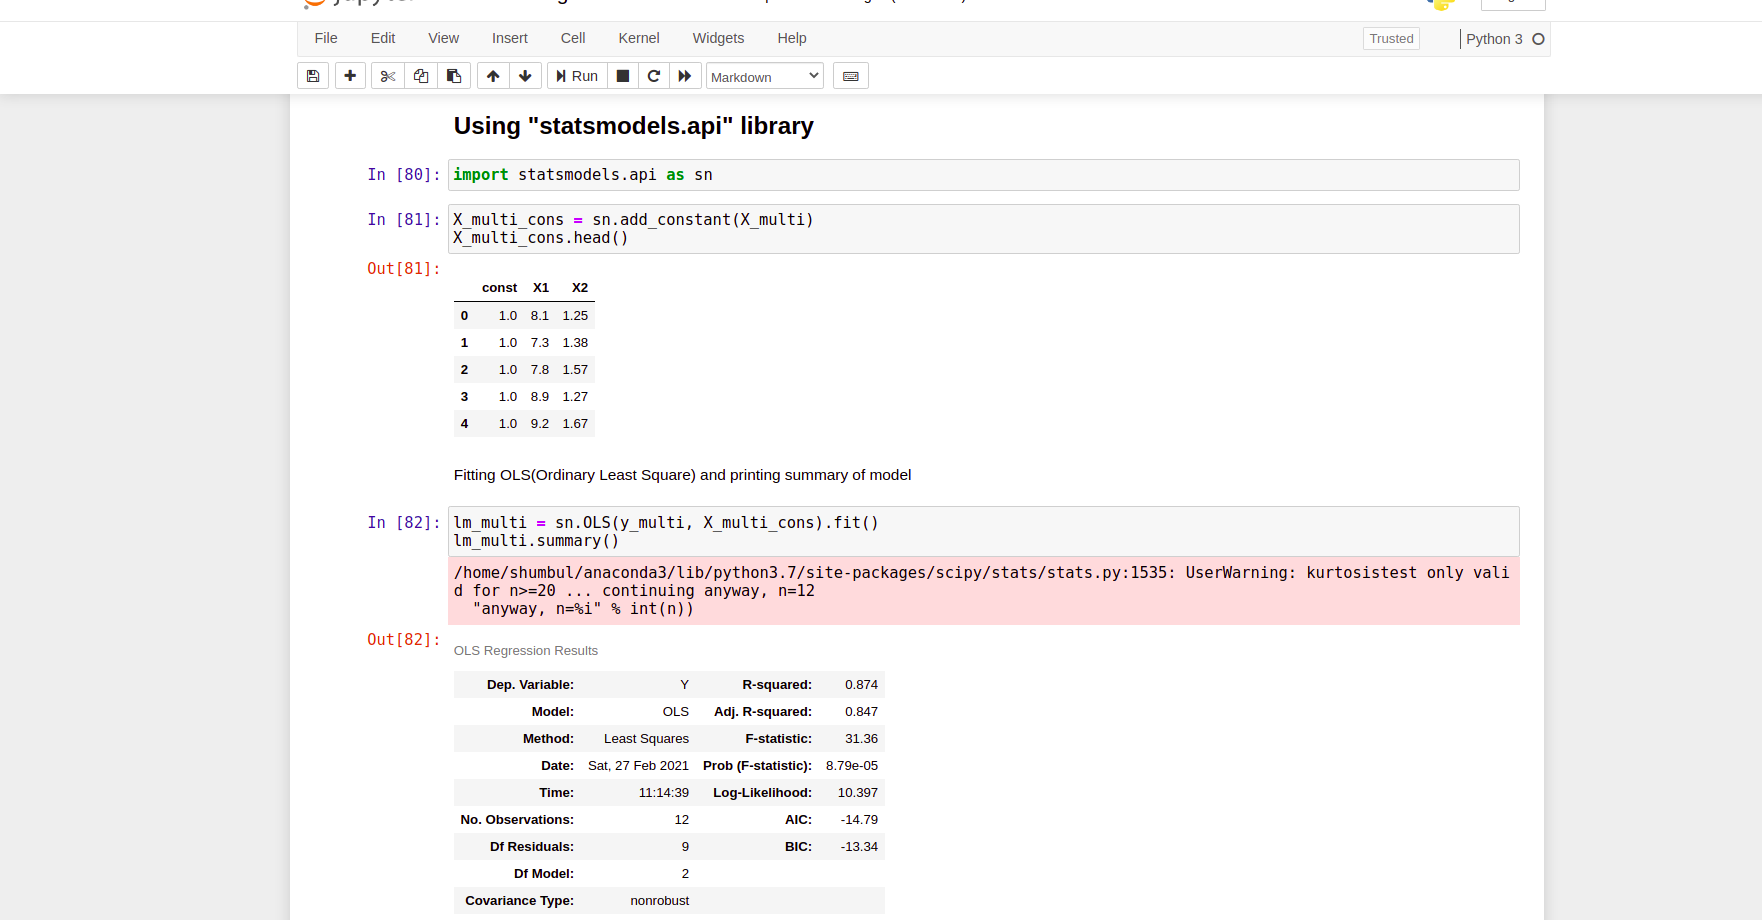 File Edit View Insert Cell Kernel Widgets Help Trusted Python 3
Run Markdown
Using "statsmodels.api" library
In [80]: import statsmodels.api as sn
In [81]: X_multi_cons = sn.add_constant(X_multi)
X_multi_cons.head()
Out[81]:
const X1 X2
0 1.0 8.1 1.25
1 1.0 7.3 1.38
2 1.0 7.8 1.57
3 1.0 8.9 1.27
4 1.0 9.2 1.67
Fitting OLS(Ordinary Least Square) and printing summary of model
In [82]: lm_multi = sn.OLS(y_multi, X_multi_cons).fit()
lm_multi.summary()
/home/shumbul/anaconda3/lib/python3.7/site-packages/scipy/stats/stats.py:1535: UserWarning: kurtosistest only vali
d for n>=20 ... continuing anyway, n=12
"anyway, n=%i" % int(n))
Out[82]:
OLS Regression Results
Dep. Variable: Y R-squared: 0.874
Model: OLS Adj. R-squared: 0.847
Method: Least Squares F-statistic: 31.36
Date: Sat, 27 Feb 2021 Prob (F-statistic): 8.79e-05
Time: 11:14:39 Log-Likelihood: 10.397
No. Observations: 12 AIC: -14.79
Df Residuals: 9 BIC: -13.34
Df Model: 2
Covariance Type: nonrobust